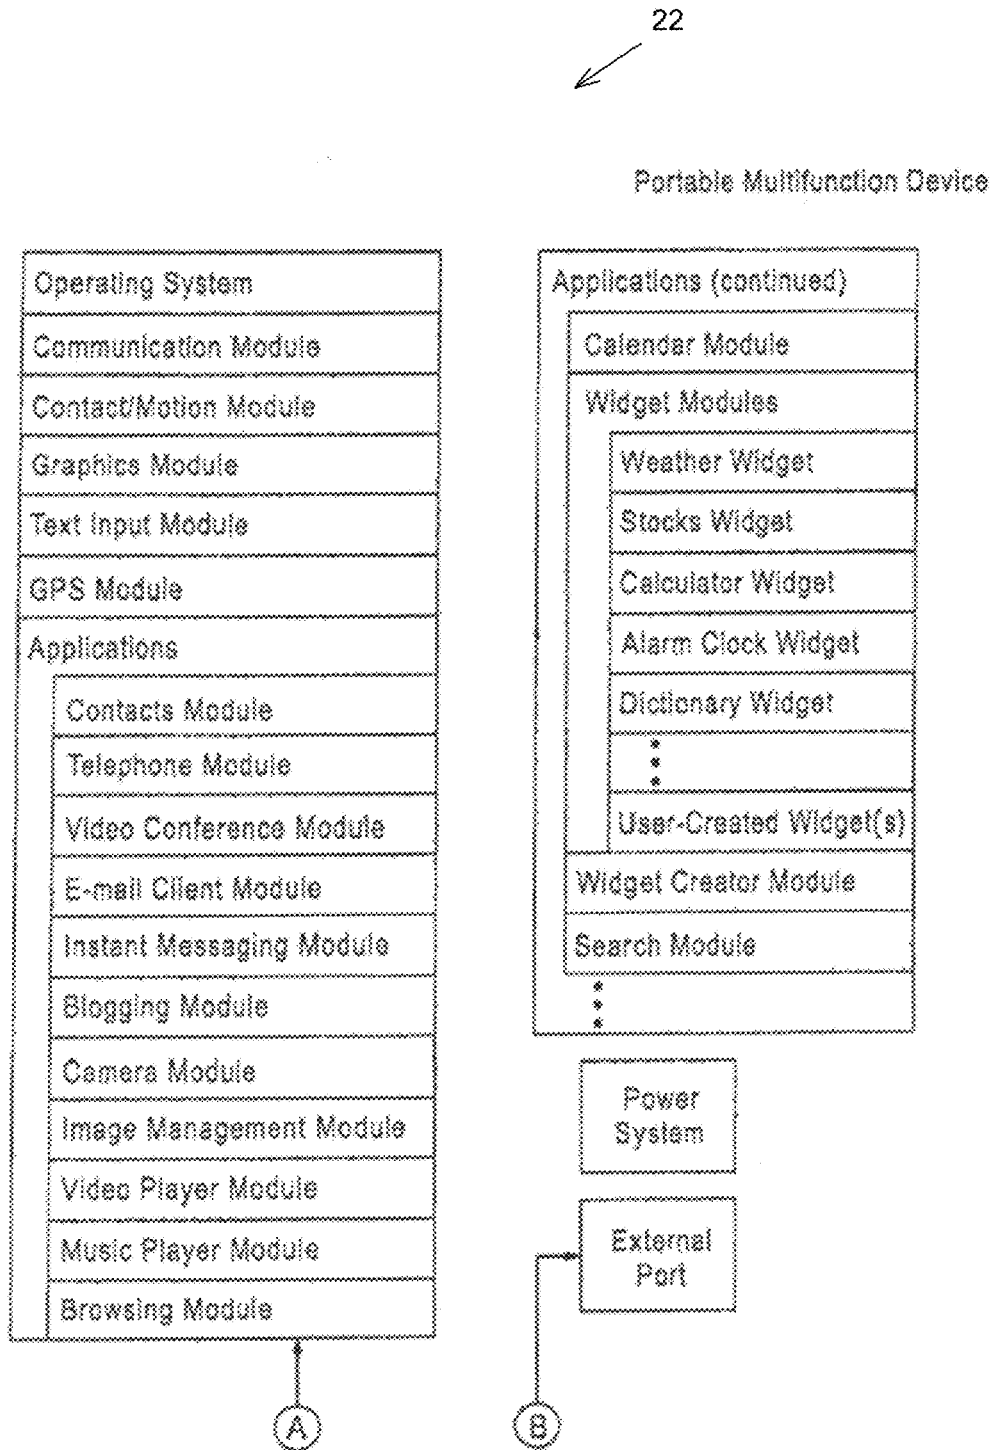 22
Portable Multifunction Device
Operating System
Communication Module
Contact/Motion Module
Graphics Module
Text Input Module
GPS Module
Applications
Contacts Module
Telephone Module
Video Conference Module
E-mail Client Module
Instant Messaging Module
Blogging Module
Camera Module
Image Management Module
Video Player Module
Music Player Module
Browsing Module
A
Applications (continued)
Calendar Module
Widget Modules
Weather Widget
Stocks Widget
Calculator Widget
Alarm Clock Widget
Dictionary Widget
User-Created Widget(s)
Widget Creator Module
Search Module
Power
System
External
Port
B